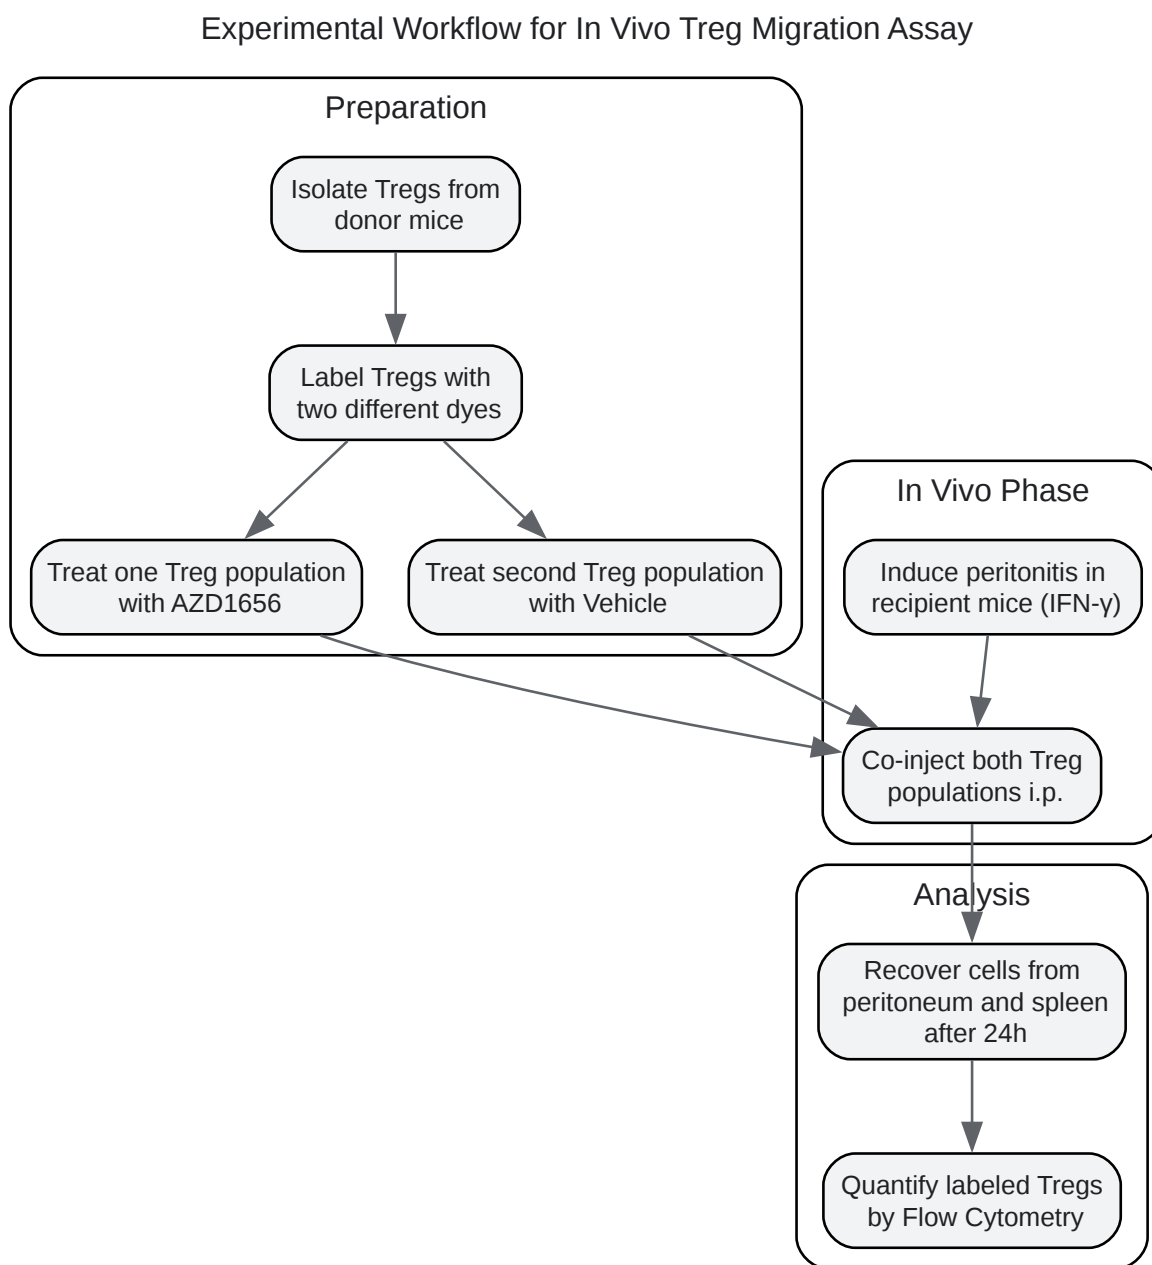 Experimental Workflow for In Vivo Treg Migration Assay
Preparation
Isolate Tregs from
donor mice
Label Tregs with
two different dyes
Treat one Treg population
with AZD1656
Treat second Treg population
with Vehicle
In Vivo Phase
Induce peritonitis in
recipient mice (IFN-γ)
Co-inject both Treg
populations i.p.
Analysis
Recover cells from
peritoneum and spleen
after 24h
Quantify labeled Tregs
by Flow Cytometry